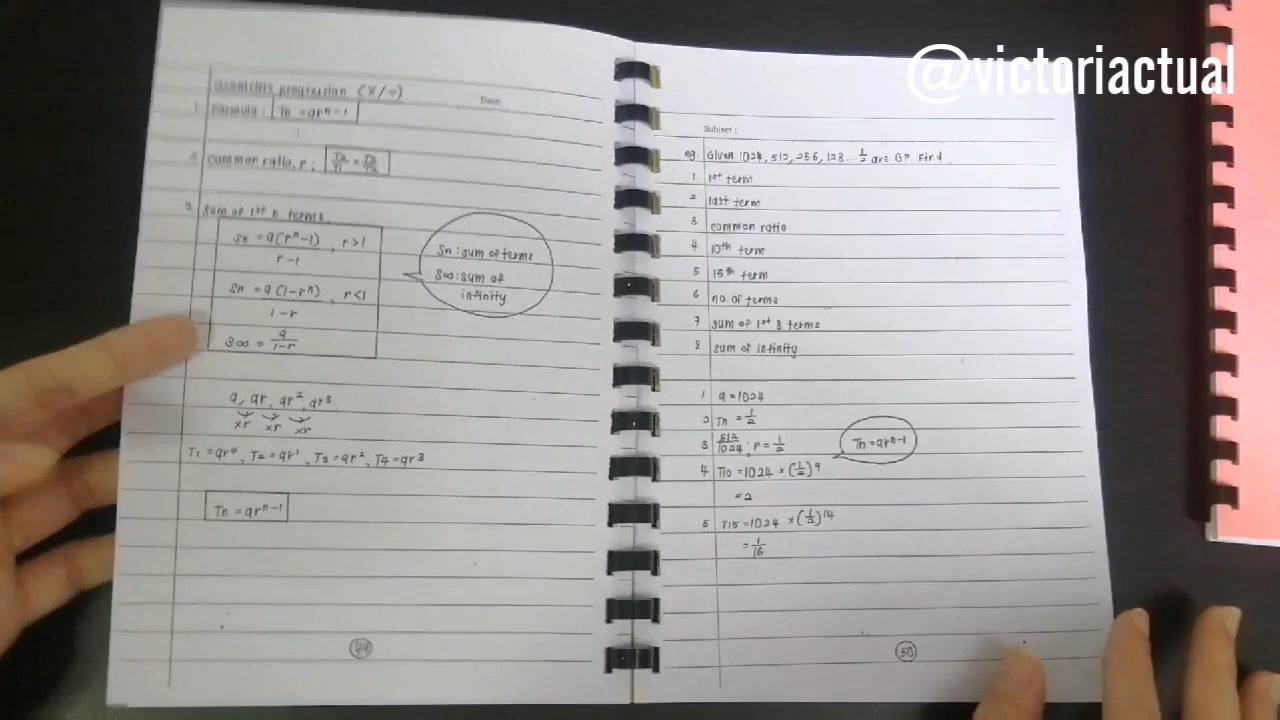 @victoriactual
Geometric progression (×/÷)
Date
1. Formula: Tn = ar^n-1
2. Common ratio, r: T2/T1 = T3/T2
3. Sum of 1st n terms
Sn = a(r^n-1)/r-1, r>1
Sn = a(1-r^n)/1-r, r<1
S∞ = a/1-r
Sn: sum of terms
S∞: sum of
infinity
a, ar, ar², ar³
×r ×r ×r
T1 = ar⁰, T2 = ar¹, T3 = ar², T4 = ar³
Tn = ar^n-1
49
Subject:
eg. Given 1024, 512, 256, 128 ... 1/2 are GP. Find,
1 1st term
2 last term
3 common ratio
4 10th term
5 15th term
6 no of terms
7 sum of 1st 8 terms
8 sum of infinity
1 a = 1024
2 Tn = 1/2
3 512/1024; r = 1/2
Tn = ar^n-1
4 T10 = 1024 × (1/2)^9
= 2
5 T15 = 1024 × (1/2)^14
= 1/16
50